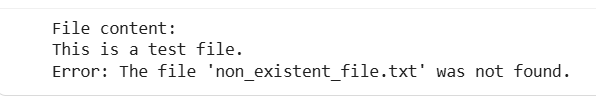 File content:
This is a test file.
Error: The file 'non_existent_file.txt' was not found.